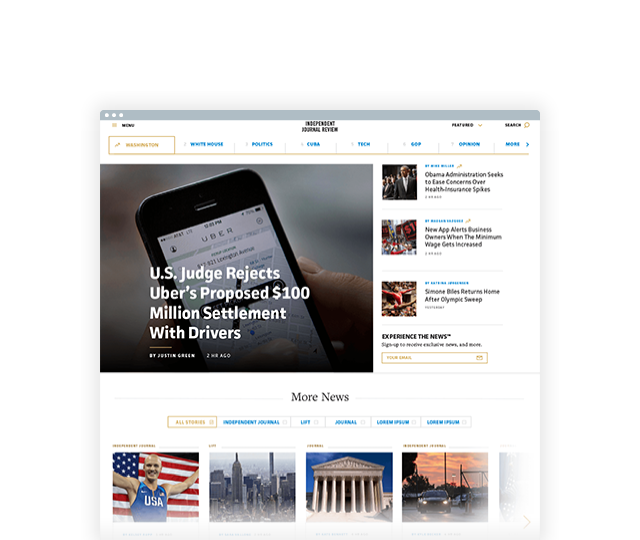 MENU
INDEPENDENT
JOURNAL REVIEW
FEATURED
SEARCH
WASHINGTON
WHITE HOUSE
POLITICS
CUBA
TECH
GOP
OPINION
MORE
UBER
U.S. Judge Rejects
Uber's Proposed $100
Million Settlement
With Drivers
BY JUSTIN GREEN
2 HR AGO
BY MIKE MILLER
Obama Administration Seeks
to Ease Concerns Over
Health-Insurance Spikes
2 HR AGO
New App Alerts Business
Owners When The Minimum
Wage Gets Increased
2 HR AGO
BY KATRINA JORGENSEN
Simone Biles Returns Home
After Olympic Sweep
YESTERDAY
EXPERIENCE THE NEWS™
Sign-up to receive exclusive news, and more.
YOUR EMAIL
More News
ALL STORIES
INDEPENDENT JOURNAL
LIFT
JOURNAL
LOREM IPSUM
LOREM IPSUM
INDEPENDENT JOURNAL
LIFT
JOURNAL
INDEPENDENT JOURNAL
USA